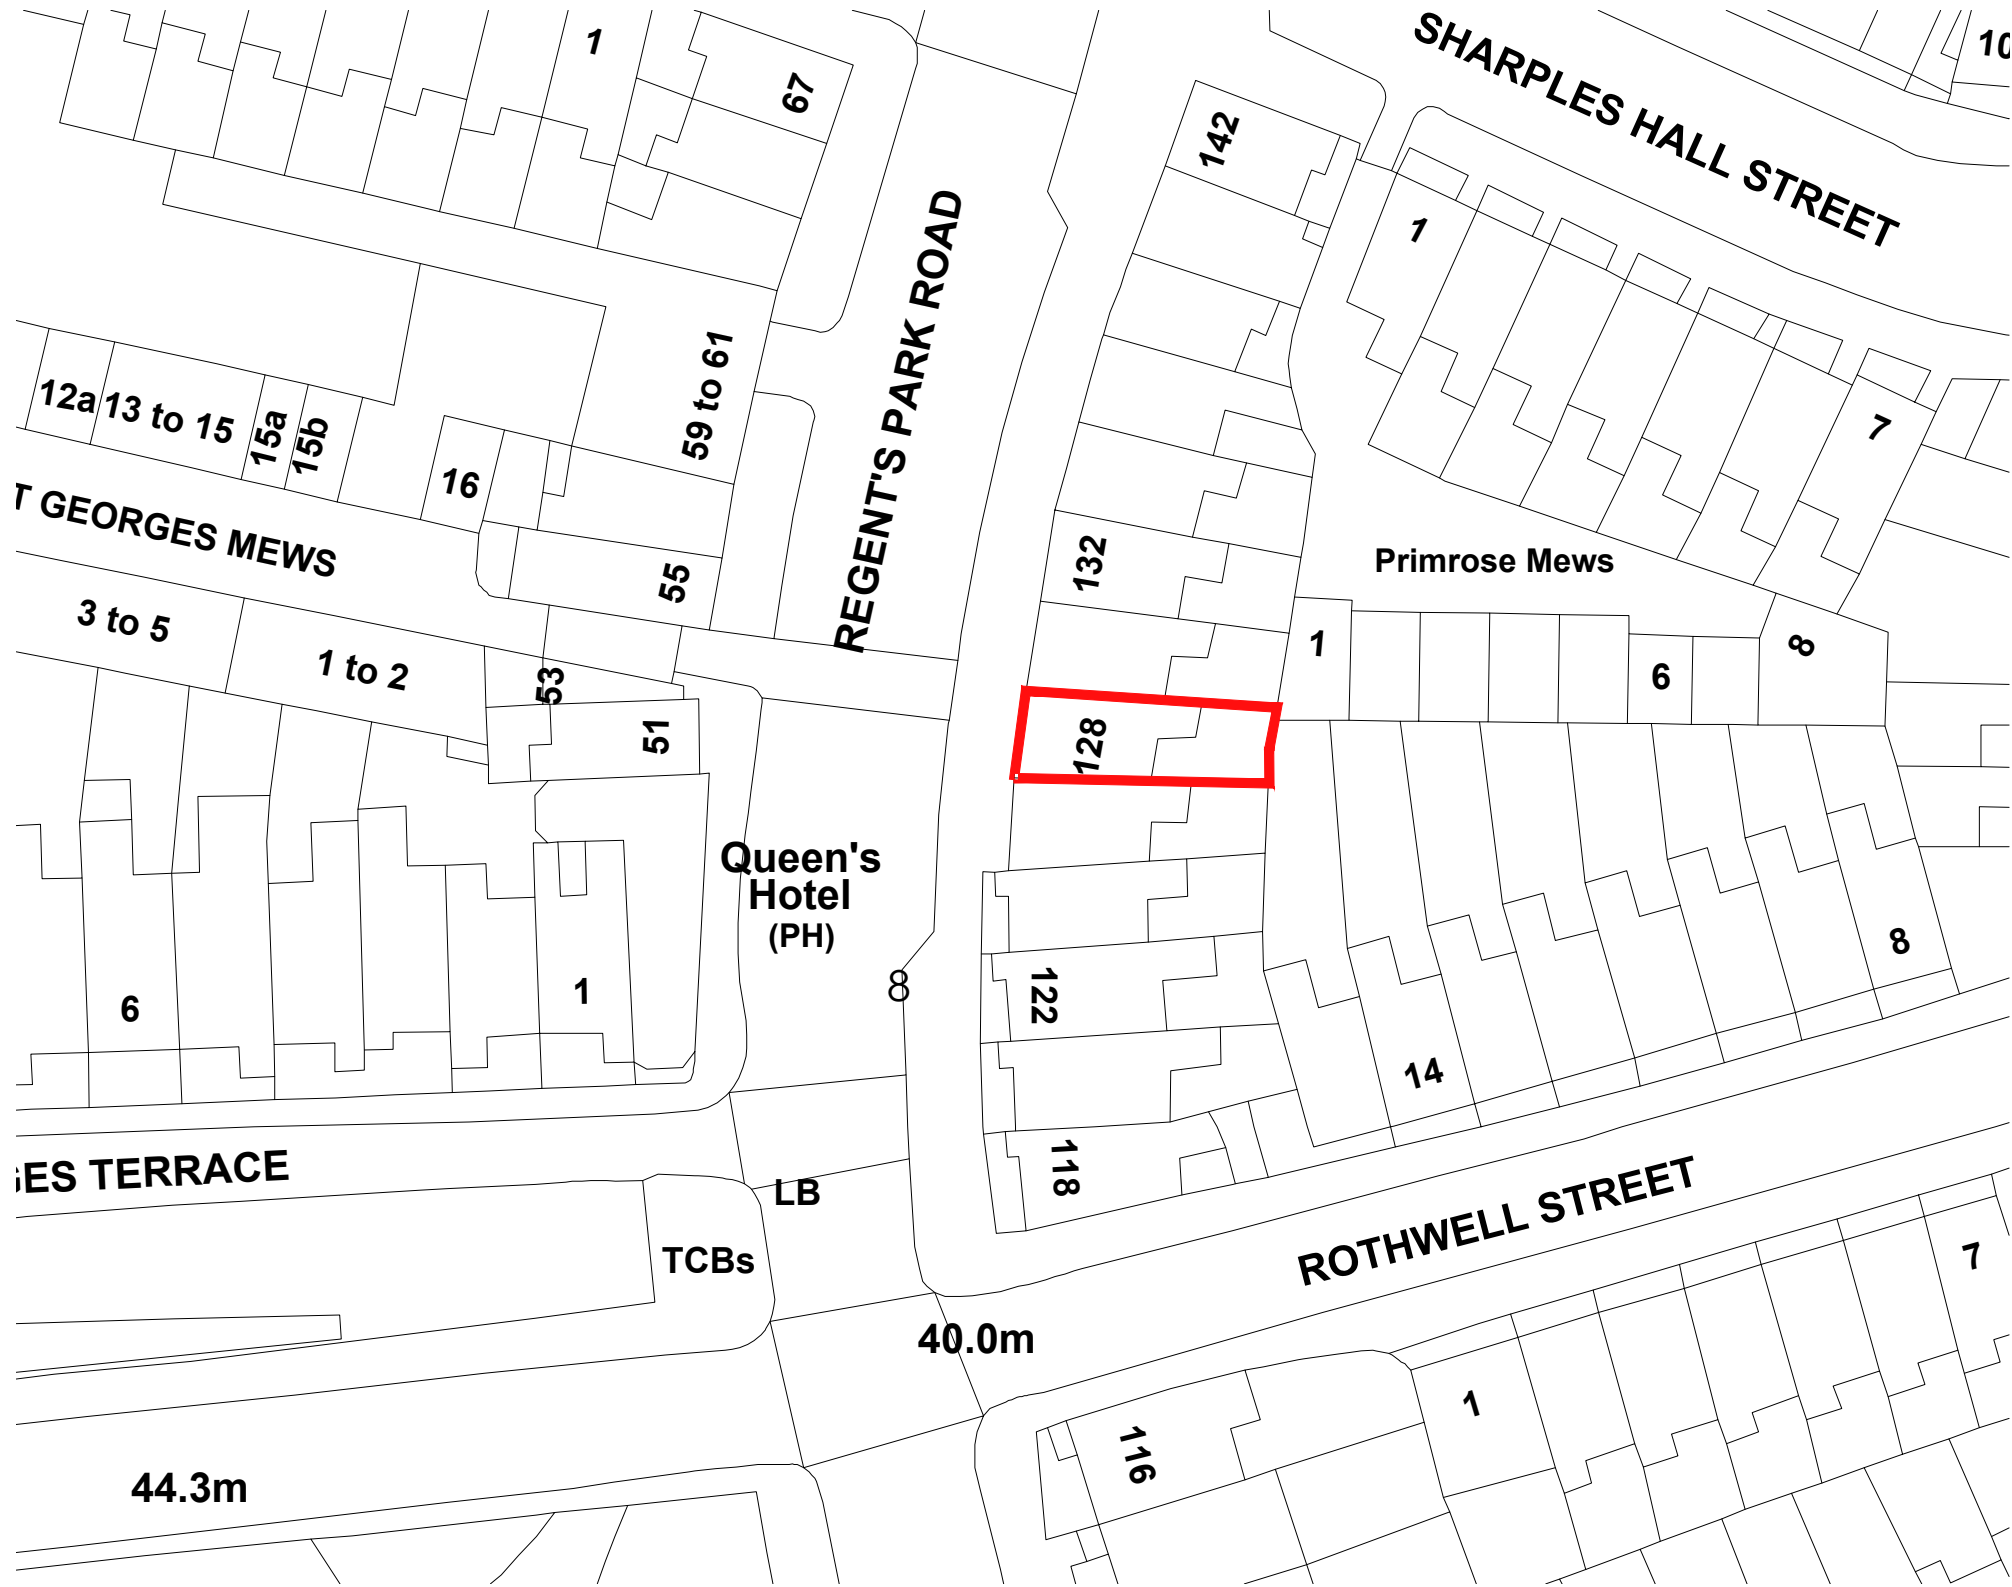 1
67
142
SHARPLES HALL STREET
10
REGENT'S PARK ROAD
1
59 to 61
12a
13 to 15
15a
15b
16
7
T GEORGES MEWS
55
132
Primrose Mews
3 to 5
1 to 2
53
51
1
6
8
128
Queen's
Hotel
(PH)
8
6
1
122
8
14
GES TERRACE
118
LB
TCBs
ROTHWELL STREET
7
40.0m
1
116
44.3m